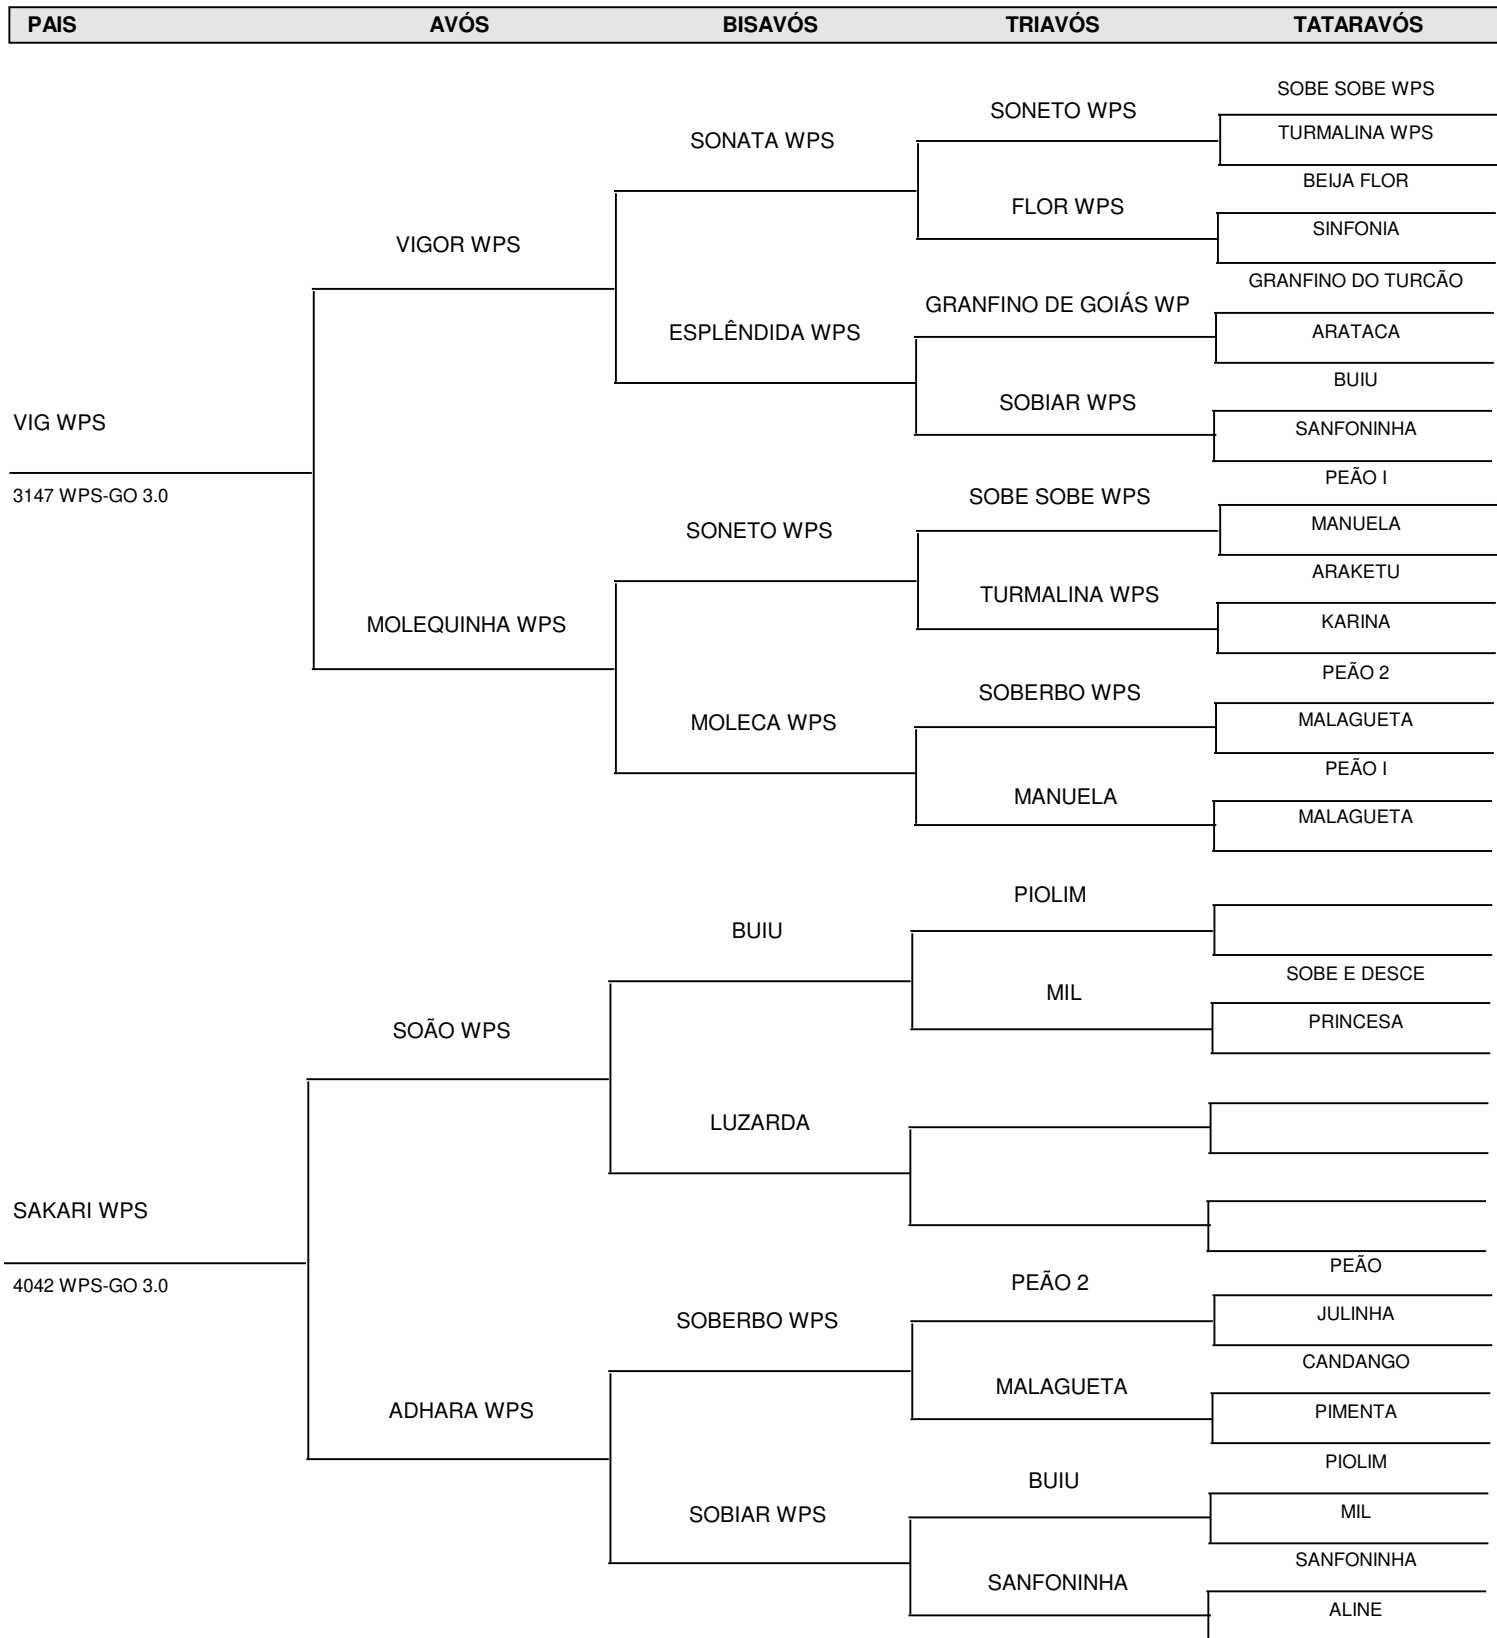 PAIS AVÓS BISAVÓS TRIAVÓS TATARAVÓS
SOBE SOBE WPS
SONETO WPS
TURMALINA WPS
SONATA WPS
BEIJA FLOR
FLOR WPS
SINFONIA
VIGOR WPS
GRANFINO DO TURCÃO
GRANFINO DE GOIÁS WP
ESPLÊNDIDA WPS
ARATACA
BUIU
SOBIAR WPS
VIG WPS
SANFONINHA
PEÃO I
3147 WPS-GO 3.0
SOBE SOBE WPS
MANUELA
SONETO WPS
ARAKETU
TURMALINA WPS
KARINA
MOLEQUINHA WPS
PEÃO 2
SOBERBO WPS
MALAGUETA
MOLECA WPS
PEÃO I
MANUELA
MALAGUETA
PIOLIM
BUIU
SOBE E DESCE
MIL
PRINCESA
SOÃO WPS
LUZARDA
SAKARI WPS
PEÃO
4042 WPS-GO 3.0
PEÃO 2
JULINHA
SOBERBO WPS
CANDANGO
MALAGUETA
ADHARA WPS
PIMENTA
PIOLIM
BUIU
MIL
SOBIAR WPS
SANFONINHA
SANFONINHA
ALINE